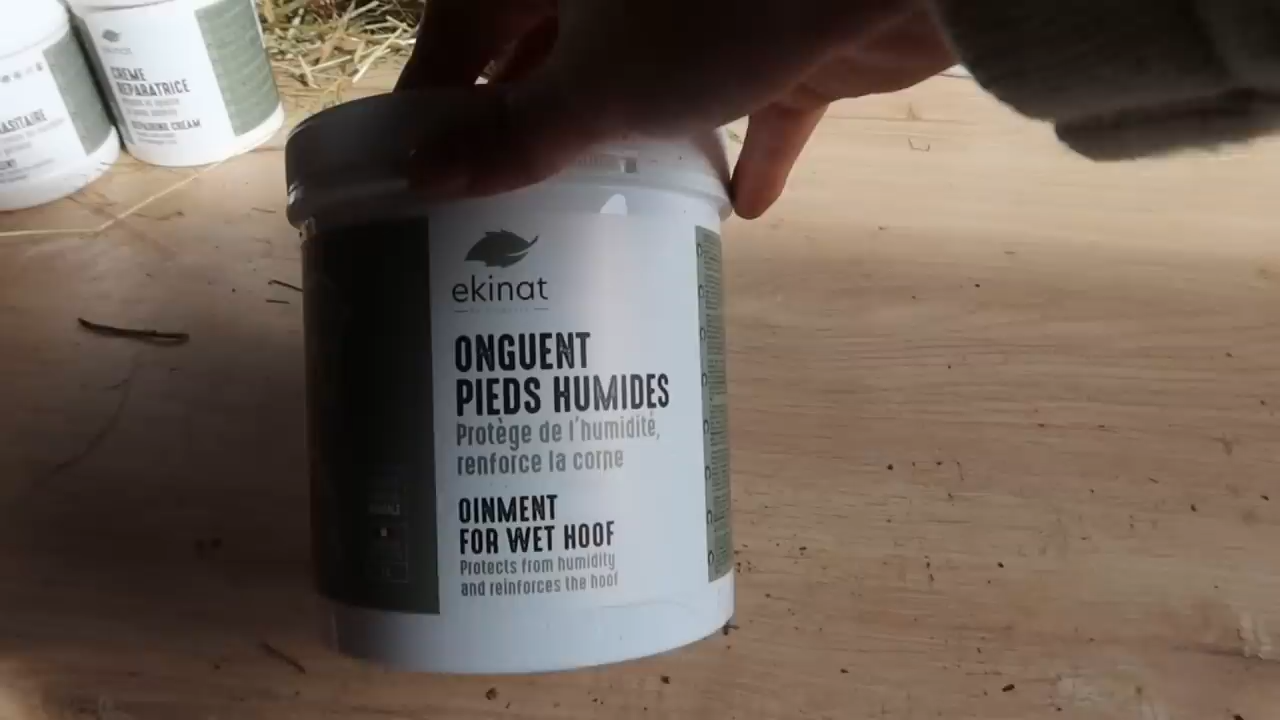 ekinat
CREME
REPARATRICE
REPAIRING CREAM
ekinat
ONGUENT
PIEDS HUMIDES
Protège de l'humidité,
renforce la corne
OINMENT
FOR WET HOOF
Protects from humidity
and reinforces the hoof